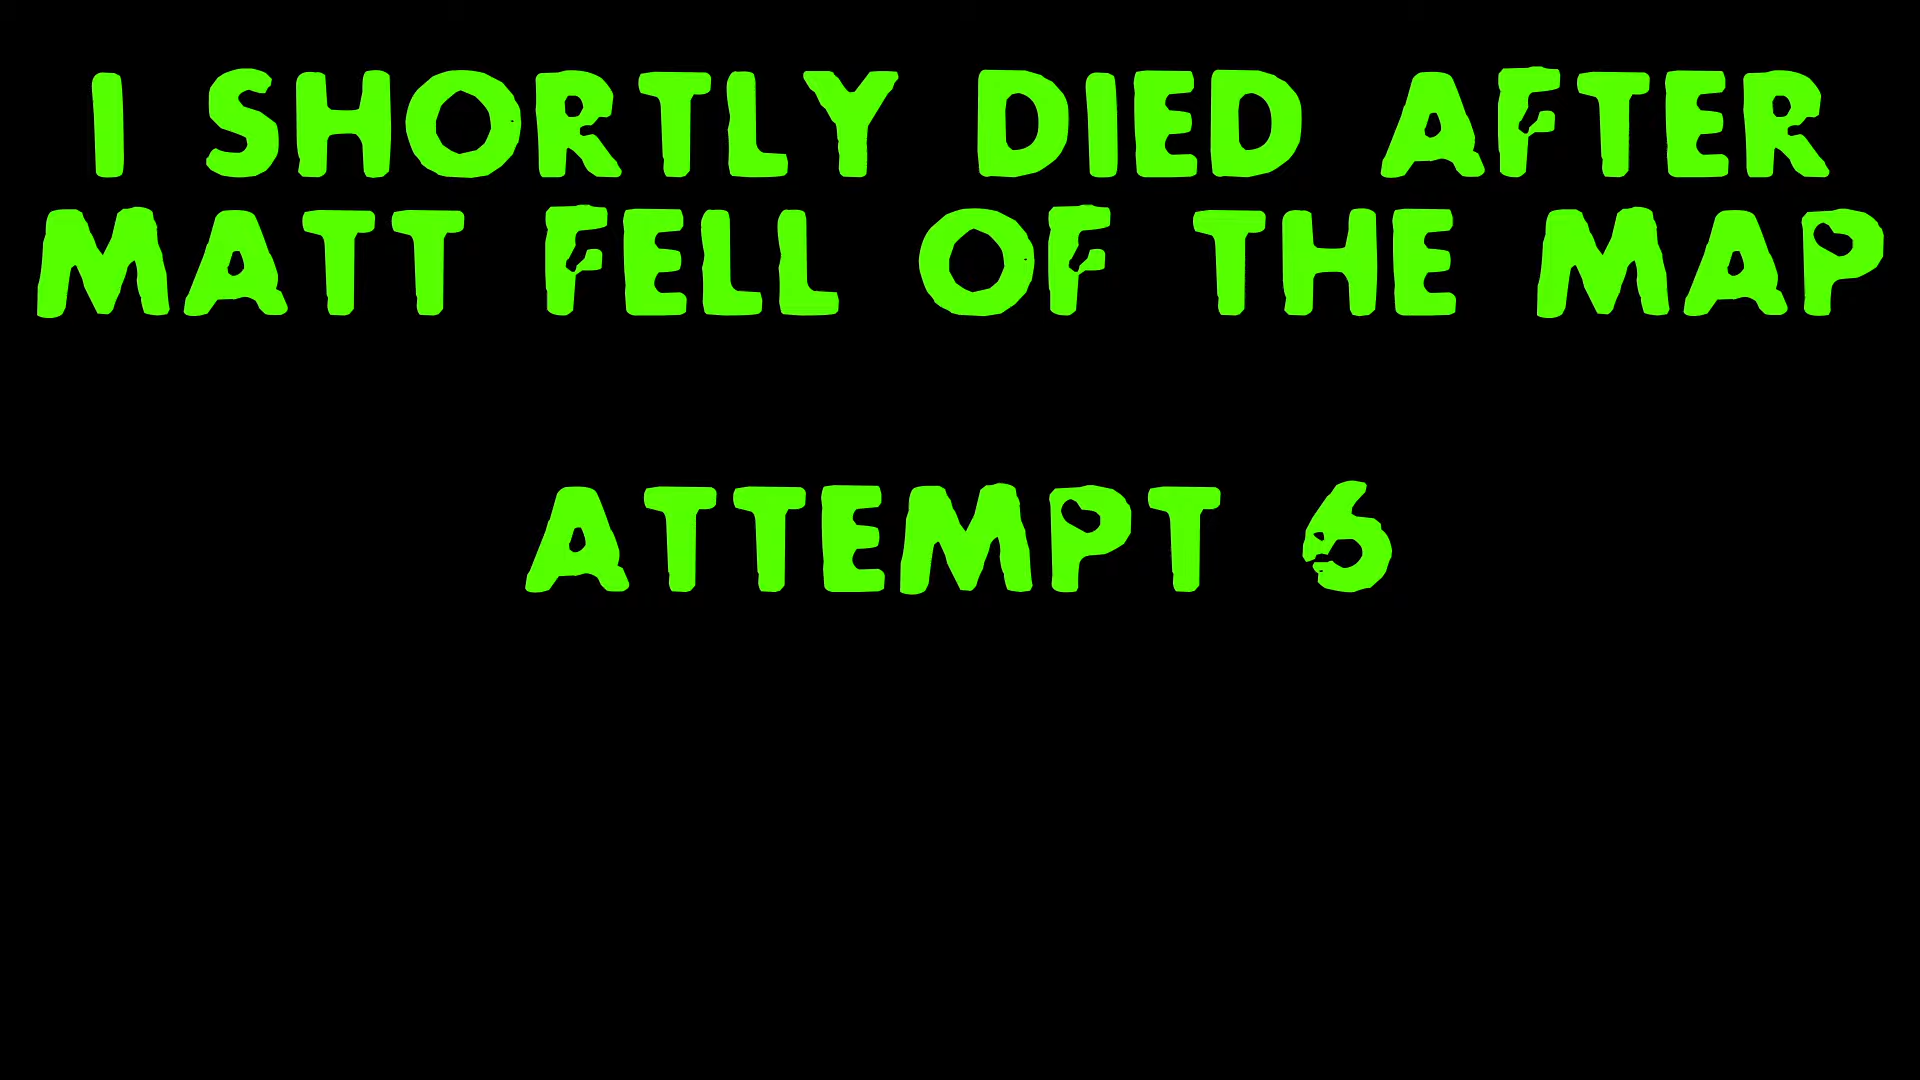 I SHORTLY DIED AFTER
MATT FELL OF THE MAP
ATTEMPT 6